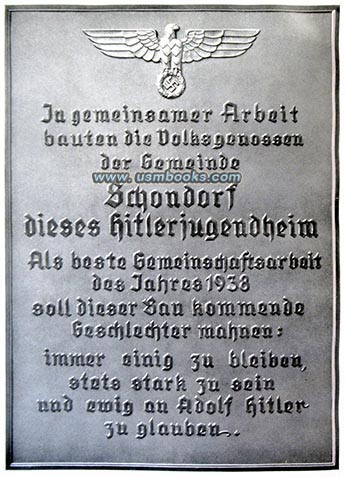 In gemeinsamer Arbeit
bauten die Volksgenossen
der Gemeinde
www.usmbooks.com
Schondorf
dieses Hitlerjugendheim
Als beste Gemeinschaftsarbeit
des Jahres 1938
soll dieser Bau kommende
Geschlechter mahnen:
immer einig zu bleiben,
stets stark zu sein
und ewig an Adolf Hitler
zu glauben..